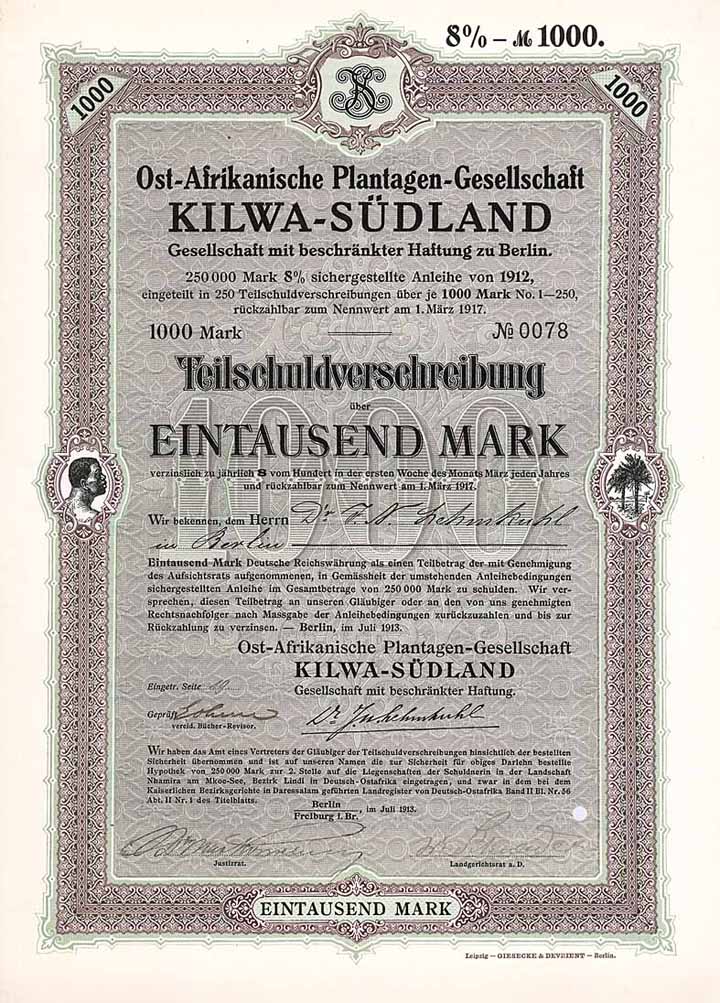 8% – ℳ 1000.
1000
1000
Ost-Afrikanische Plantagen-Gesellschaft
KILWA-SÜDLAND
Gesellschaft mit beschränkter Haftung zu Berlin.
250 000 Mark 8% sichergestellte Anleihe von 1912,
eingeteilt in 250 Teilschuldverschreibungen über je 1000 Mark No. 1—250,
rückzahlbar zum Nennwert am 1. März 1917.
1000 Mark № 0078
Teilschuldverschreibung
über
1000
EINTAUSEND MARK
verzinslich zu jährlich 8 vom Hundert in der ersten Woche des Monats März jeden Jahres
und rückzahlbar zum Nennwert am 1. März 1917.
Wir bekennen, dem Herrn Dr. F. N. Lehmkuhl
in Berlin
Eintausend Mark Deutsche Reichswährung als einen Teilbetrag der mit Genehmigung
des Aufsichtsrats aufgenommenen, in Gemässheit der umstehenden Anleihebedingungen
sichergestellten Anleihe im Gesamtbetrage von 250 000 Mark zu schulden. Wir ver-
sprechen, diesen Teilbetrag an unseren Gläubiger oder an den von uns genehmigten
Rechtsnachfolger nach Massgabe der Anleihebedingungen zurückzuzahlen und bis zur
Rückzahlung zu verzinsen. — Berlin, im Juli 1913.
Ost-Afrikanische Plantagen-Gesellschaft
KILWA-SÜDLAND
Gesellschaft mit beschränkter Haftung.
Eingetr. Seite
Geprüft
vereid. Bücher-Revisor.
Wir haben das Amt eines Vertreters der Gläubiger der Teilschuldverschreibungen hinsichtlich der bestellten
Sicherheit übernommen und ist auf unseren Namen die zur Sicherheit für obiges Darlehn bestellte
Hypothek von 250 000 Mark zur 2. Stelle auf die Liegenschaften der Schuldnerin in der Landschaft
Nhamira am Mkoe-See, Bezirk Lindi in Deutsch-Ostafrika eingetragen, und zwar in dem bei dem
Kaiserlichen Bezirksgerichte in Daressalam geführten Landregister von Deutsch-Ostafrika Band II Bl. Nr. 56
Abt. II Nr. 1 des Titelblatts.
Berlin
Freiburg i. Br. , im Juli 1913.
Justizrat.
Landgerichtsrat a. D.
EINTAUSEND MARK
Leipzig — GIESECKE & DEVRIENT — Berlin.